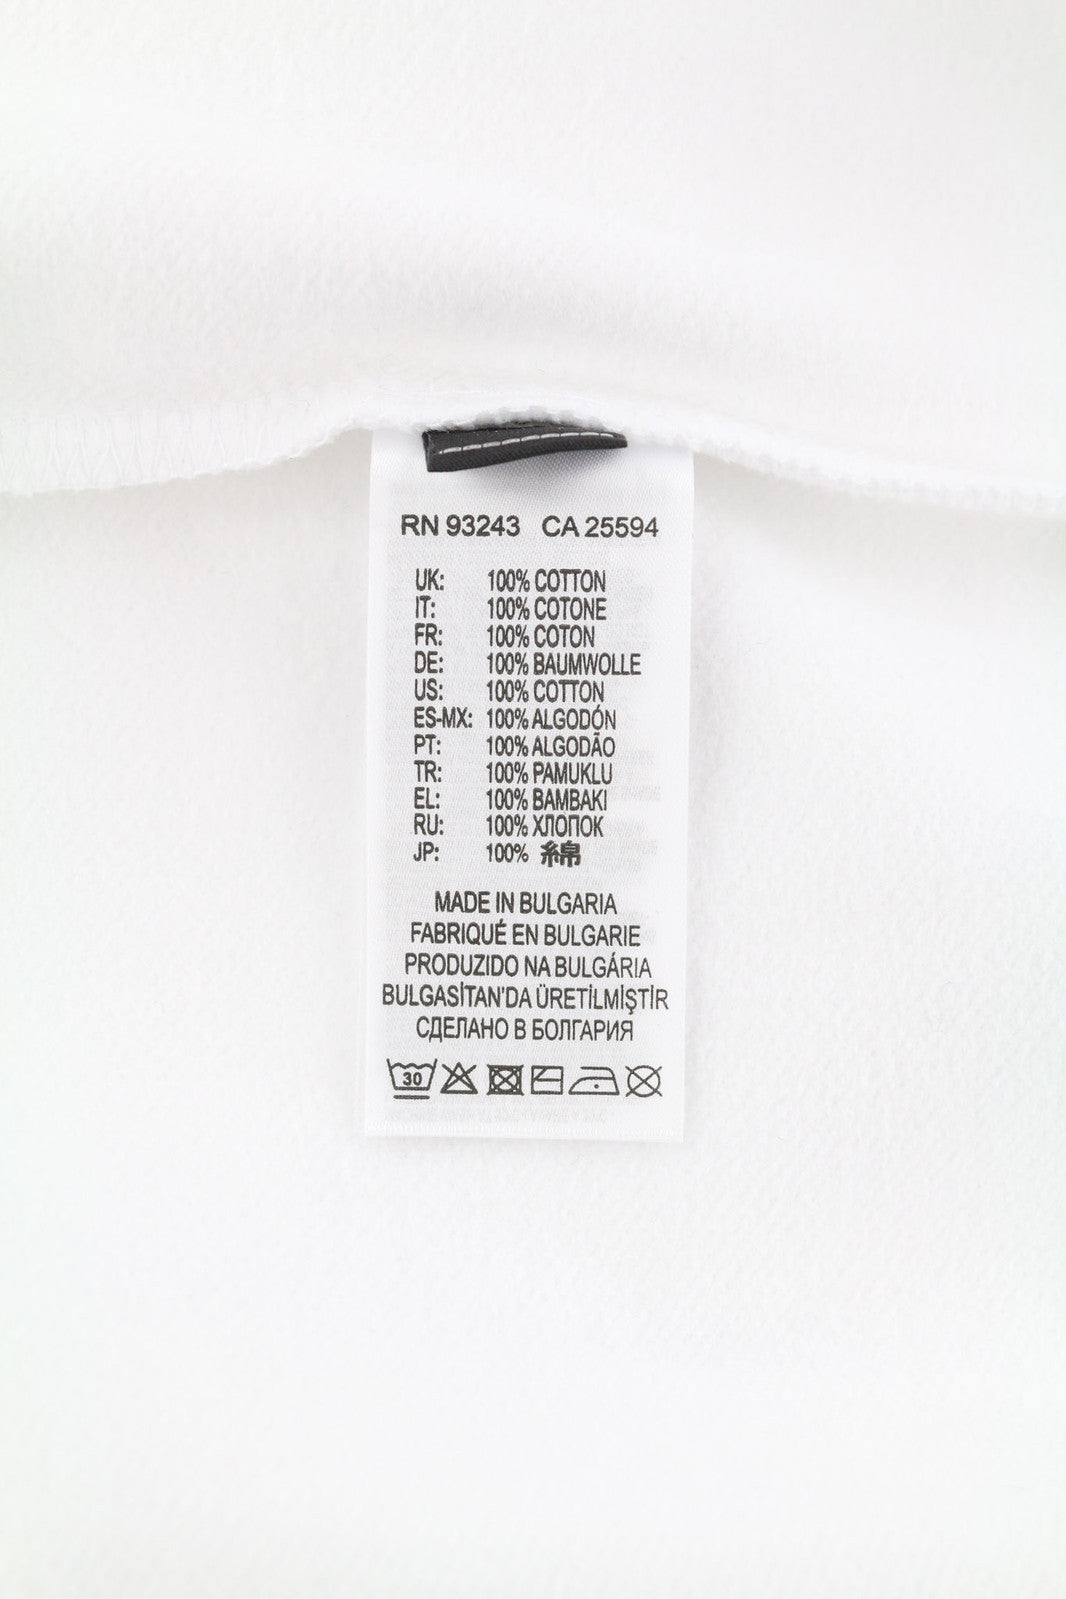 RN 93243 CA 25594
UK: 100% COTTON
IT: 100% COTONE
FR: 100% COTON
DE: 100% BAUMWOLLE
US: 100% COTTON
ES-MX: 100% ALGODÓN
PT: 100% ALGODÃO
TR: 100% PAMUKLU
EL: 100% BAMBAKI
RU: 100% ХЛОПОК
JP: 100% 綿
MADE IN BULGARIA
FABRIQUÉ EN BULGARIE
PRODUZIDO NA BULGÁRIA
BULGASİTAN'DA ÜRETİLMİŞTİR
СДЕЛАНО В БОЛГАРИЯ
30